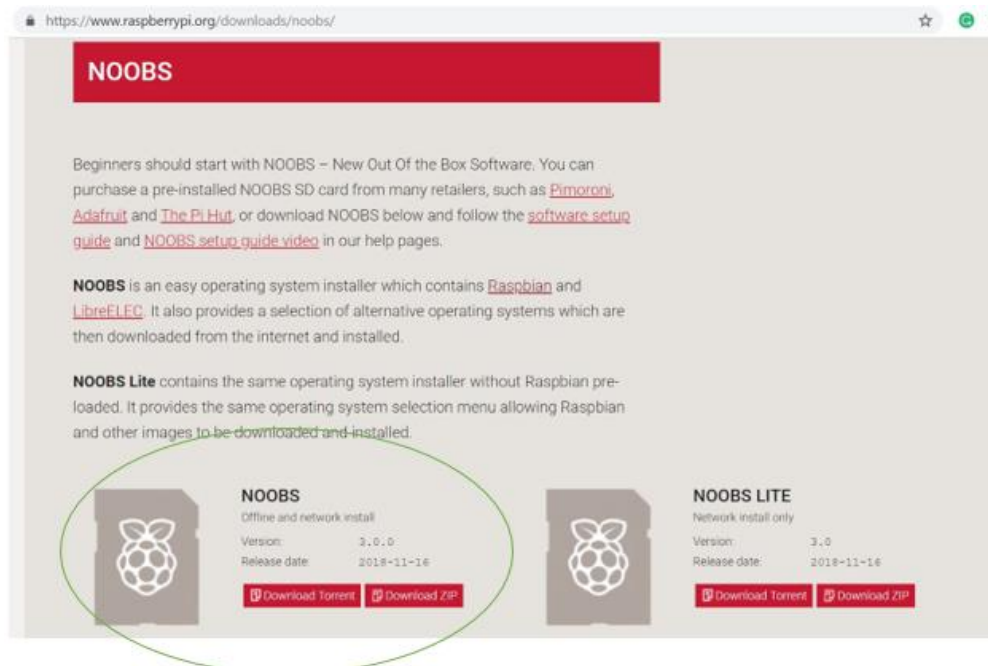 https://www.raspberrypi.org/downloads/noobs/
NOOBS
Beginners should start with NOOBS – New Out Of the Box Software. You can
purchase a pre-installed NOOBS SD card from many retailers, such as Pimoroni,
Adafruit and The Pi Hut, or download NOOBS below and follow the software setup
guide and NOOBS setup guide video in our help pages.
NOOBS is an easy operating system installer which contains Raspbian and
LibreELEC. It also provides a selection of alternative operating systems which are
then downloaded from the internet and installed.
NOOBS Lite contains the same operating system installer without Raspbian pre-
loaded. It provides the same operating system selection menu allowing Raspbian
and other images to be downloaded and installed.
NOOBS
Offline and network install
Version: 3.0.0
Release date: 2018-11-16
Download Torrent Download ZIP
NOOBS LITE
Network install only
Version: 3.0
Release date: 2018-11-16
Download Torrent Download ZIP